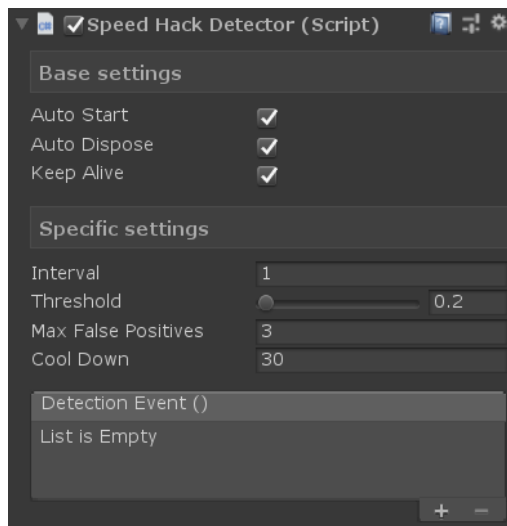 Speed Hack Detector (Script)
Base settings
Auto Start
Auto Dispose
Keep Alive
Specific settings
Interval 1
Threshold 0.2
Max False Positives 3
Cool Down 30
Detection Event ()
List is Empty